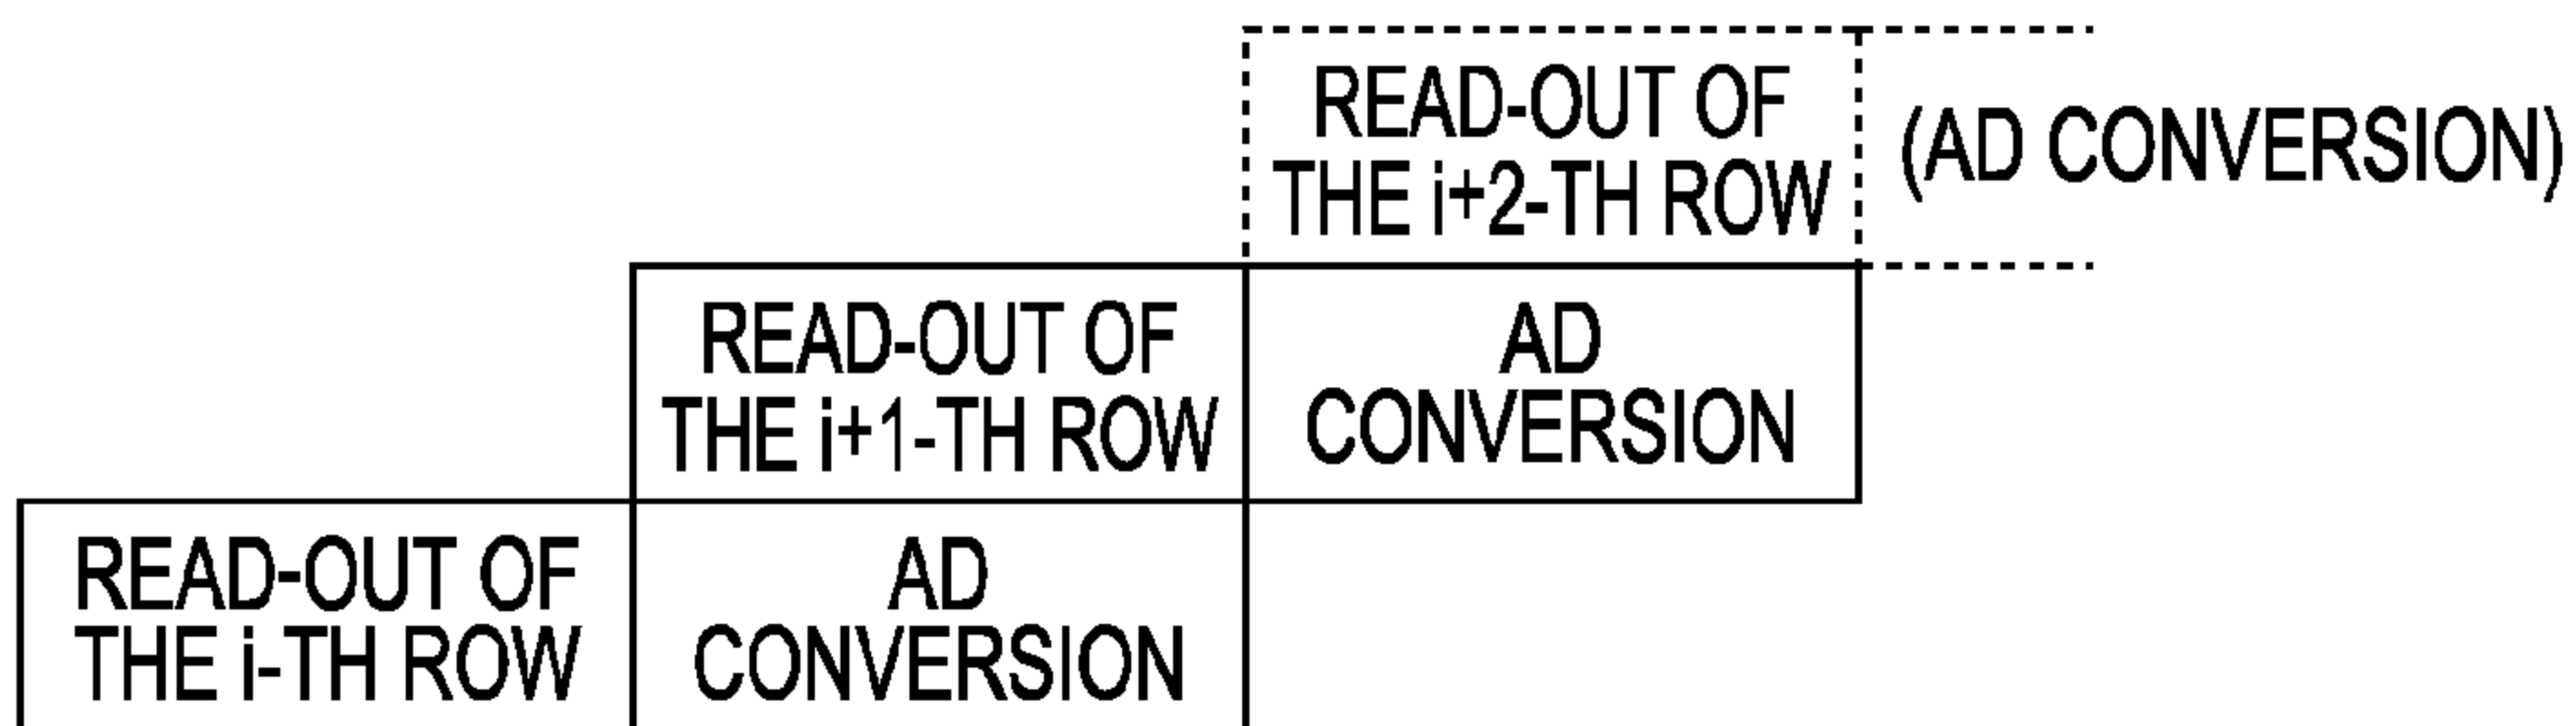 READ-OUT OF
THE i+2-TH ROW
(AD CONVERSION)
READ-OUT OF
THE i+1-TH ROW
AD
CONVERSION
READ-OUT OF
THE i-TH ROW
AD
CONVERSION